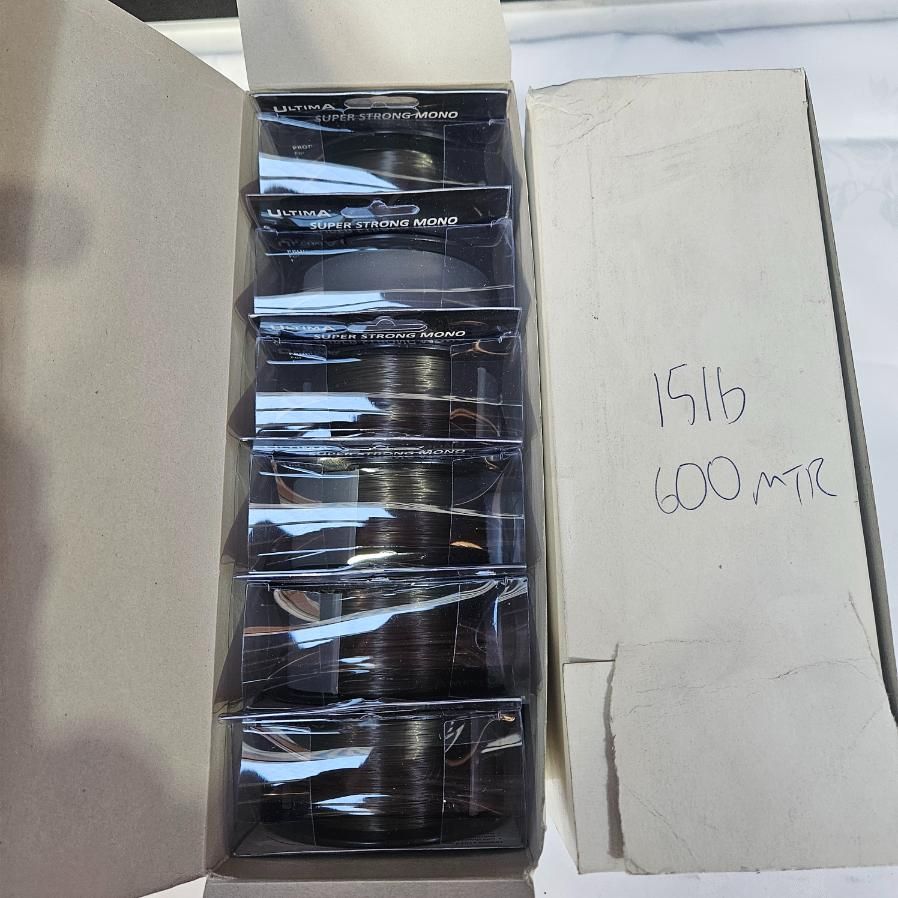 ULTIMA
SUPER STRONG MONO
ULTIMA
SUPER STRONG MONO
ULTIMA
SUPER STRONG MONO
SUPER STRONG MONO
15lb
600 MTR